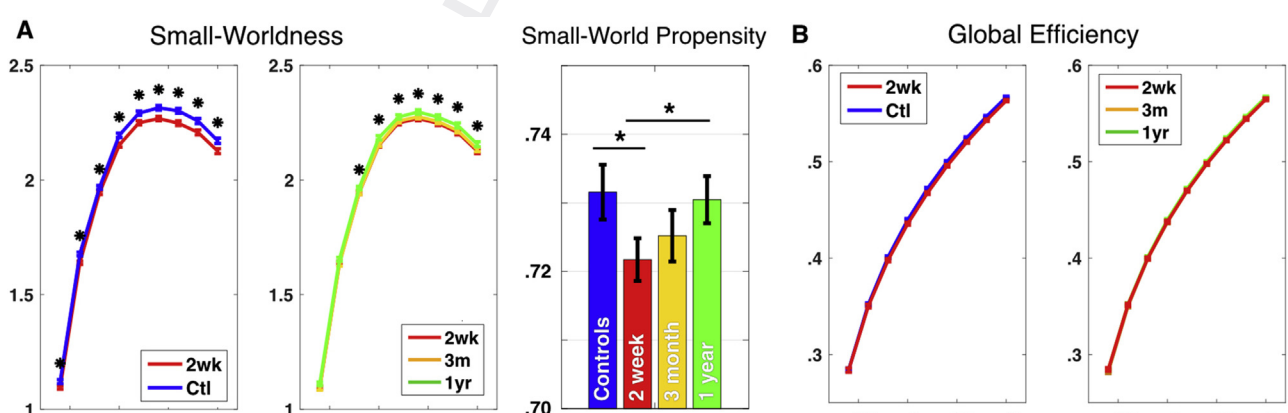 A
Small-Worldness
Small-World Propensity
B
Global Efficiency
2.5
2
1.5
1
2wk
Ctl
2.5
2
1.5
1
2wk
3m
1yr
.74
.72
.70
*
*
Controls
2 week
3 month
1 year
.6
.5
.4
.3
2wk
Ctl
.6
.5
.4
.3
2wk
3m
1yr